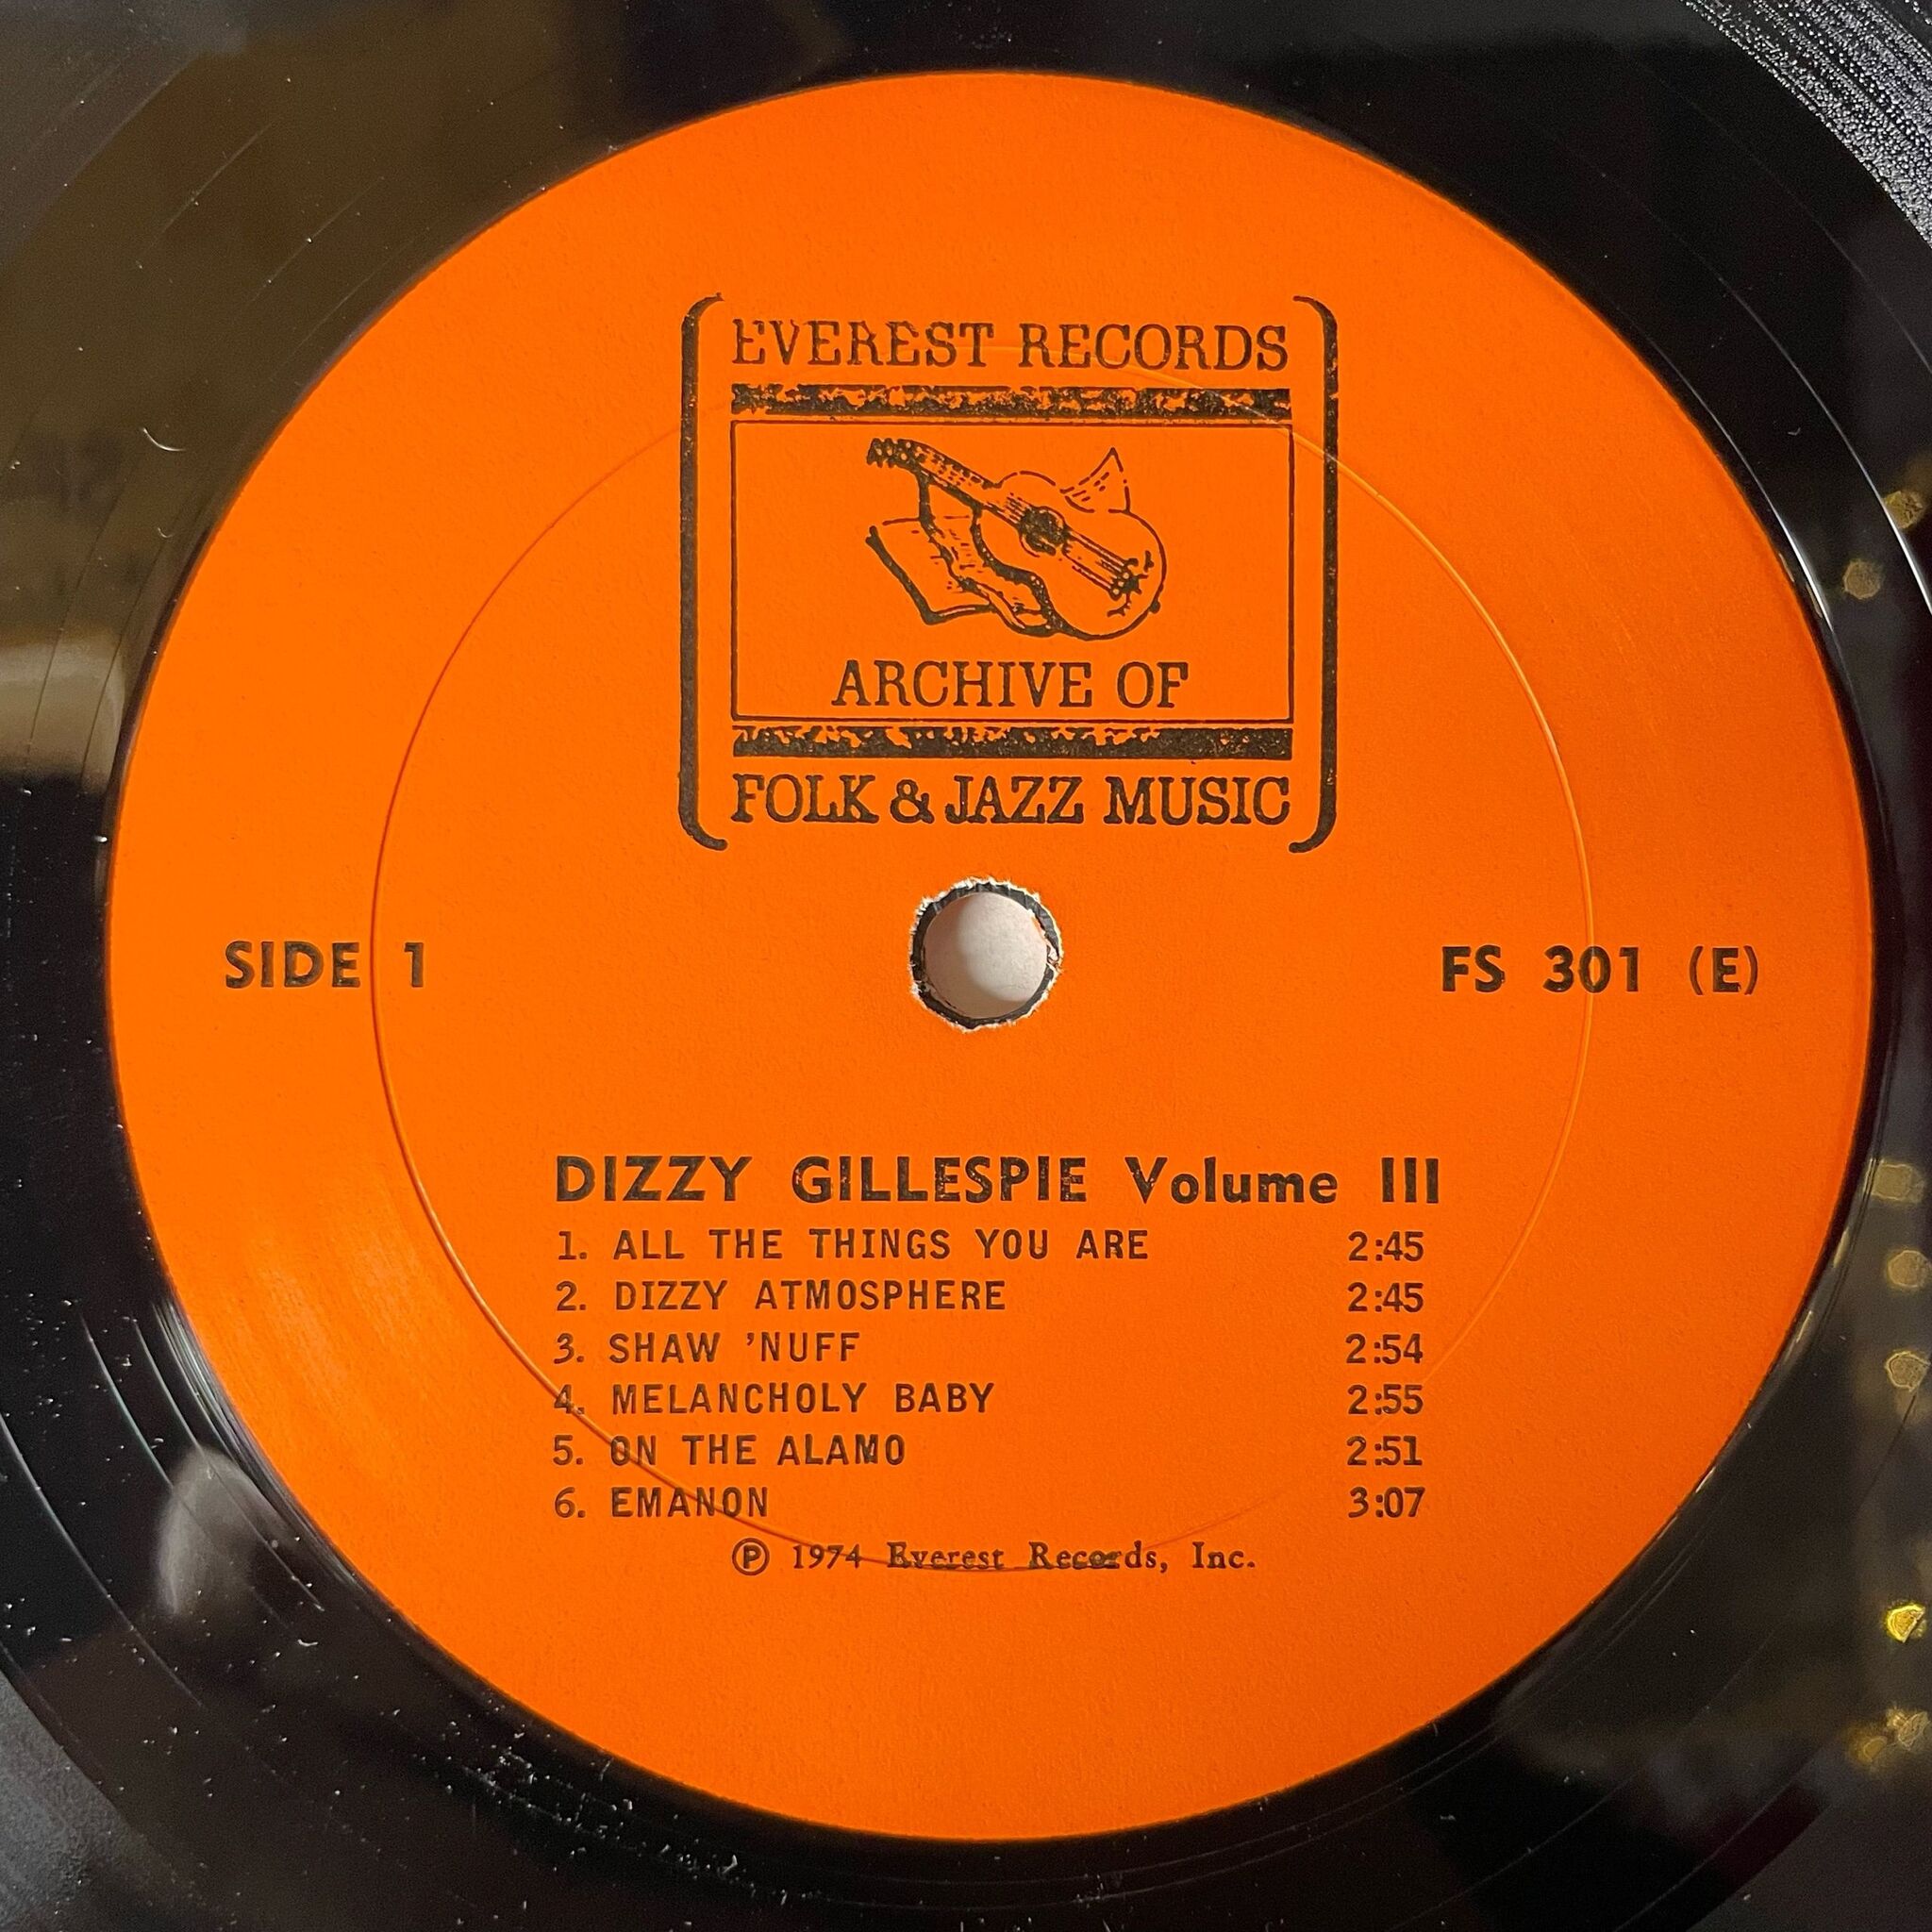 EVEREST RECORDS
ARCHIVE OF
FOLK & JAZZ MUSIC
SIDE 1
FS 301 (E)
DIZZY GILLESPIE Volume III
1. ALL THE THINGS YOU ARE 2:45
2. DIZZY ATMOSPHERE 2:45
3. SHAW 'NUFF 2:54
4. MELANCHOLY BABY 2:55
5. ON THE ALAMO 2:51
6. EMANON 3:07
Ⓟ 1974 Everest Records, Inc.